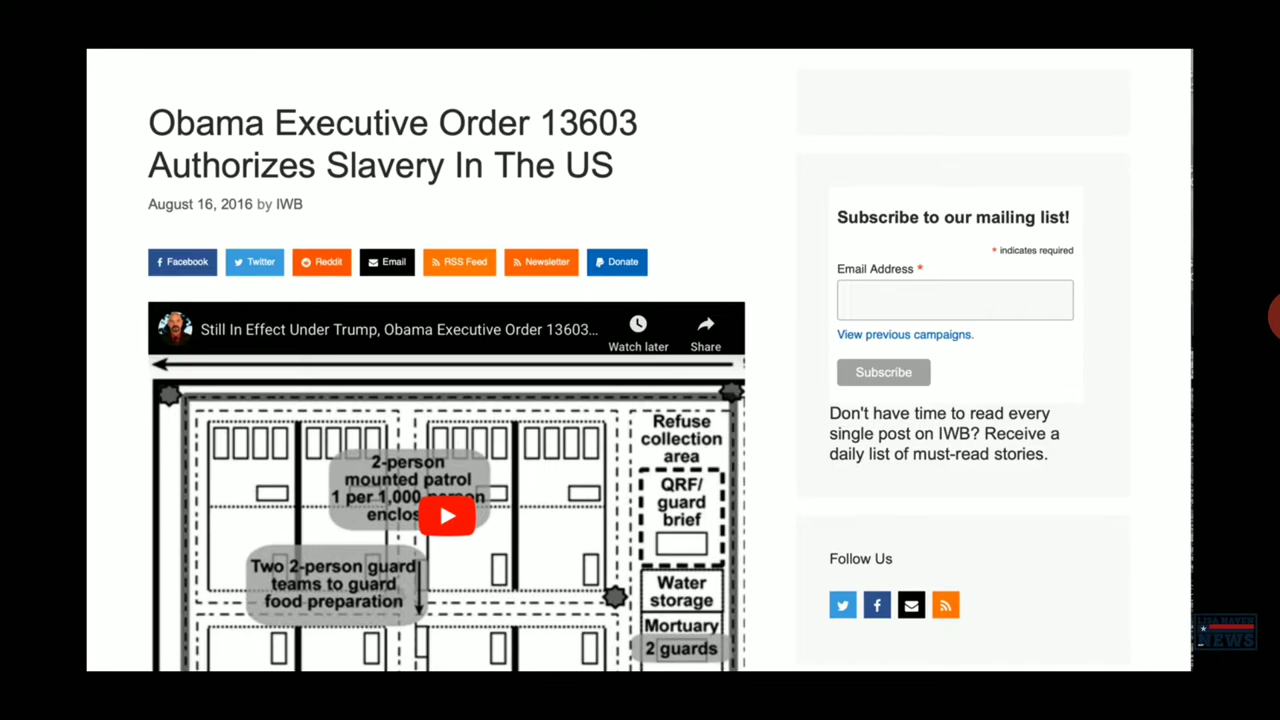 Obama Executive Order 13603
Authorizes Slavery In The US
August 16, 2016 by IWB
Facebook
Twitter
Reddit
Email
RSS Feed
Newsletter
Donate
Still In Effect Under Trump, Obama Executive Order 13603...
Watch later
Share
2-person
mounted patrol
1 per 1,000 person
Two 2-person guard
teams to guard
food preparation
Refuse
collection
area
QRF/
guard
brief
Water
storage
Mortuary
2 guards
Subscribe to our mailing list!
* indicates required
Email Address *
View previous campaigns.
Subscribe
Don't have time to read every
single post on IWB? Receive a
daily list of must-read stories.
Follow Us
LISA HAVEN
NEWS